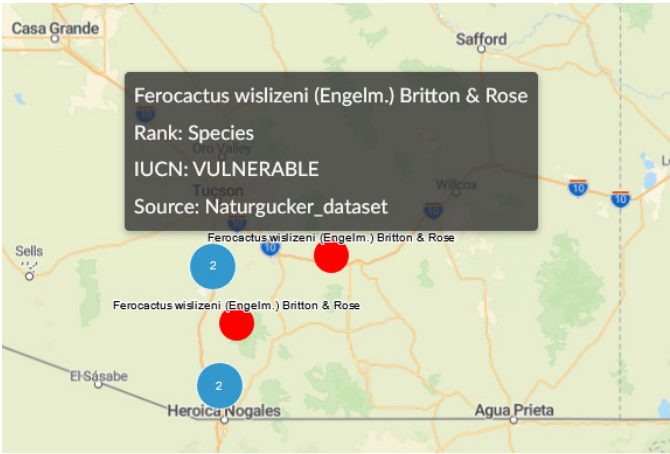 Casa Grande
Safford
Ferocactus wislizeni (Engelm.) Britton & Rose
Rank: Species
Oro Valley
IUCN: VULNERABLE
Tucson
Willcox
10
10
Source: Naturgucker_dataset
10
Ferocactus wislizeni (Engelm.) Britton & Rose
10
Sells
2
Ferocactus wislizeni (Engelm.) Britton & Rose
El Sásabe
2
Heroica Nogales
Agua Prieta